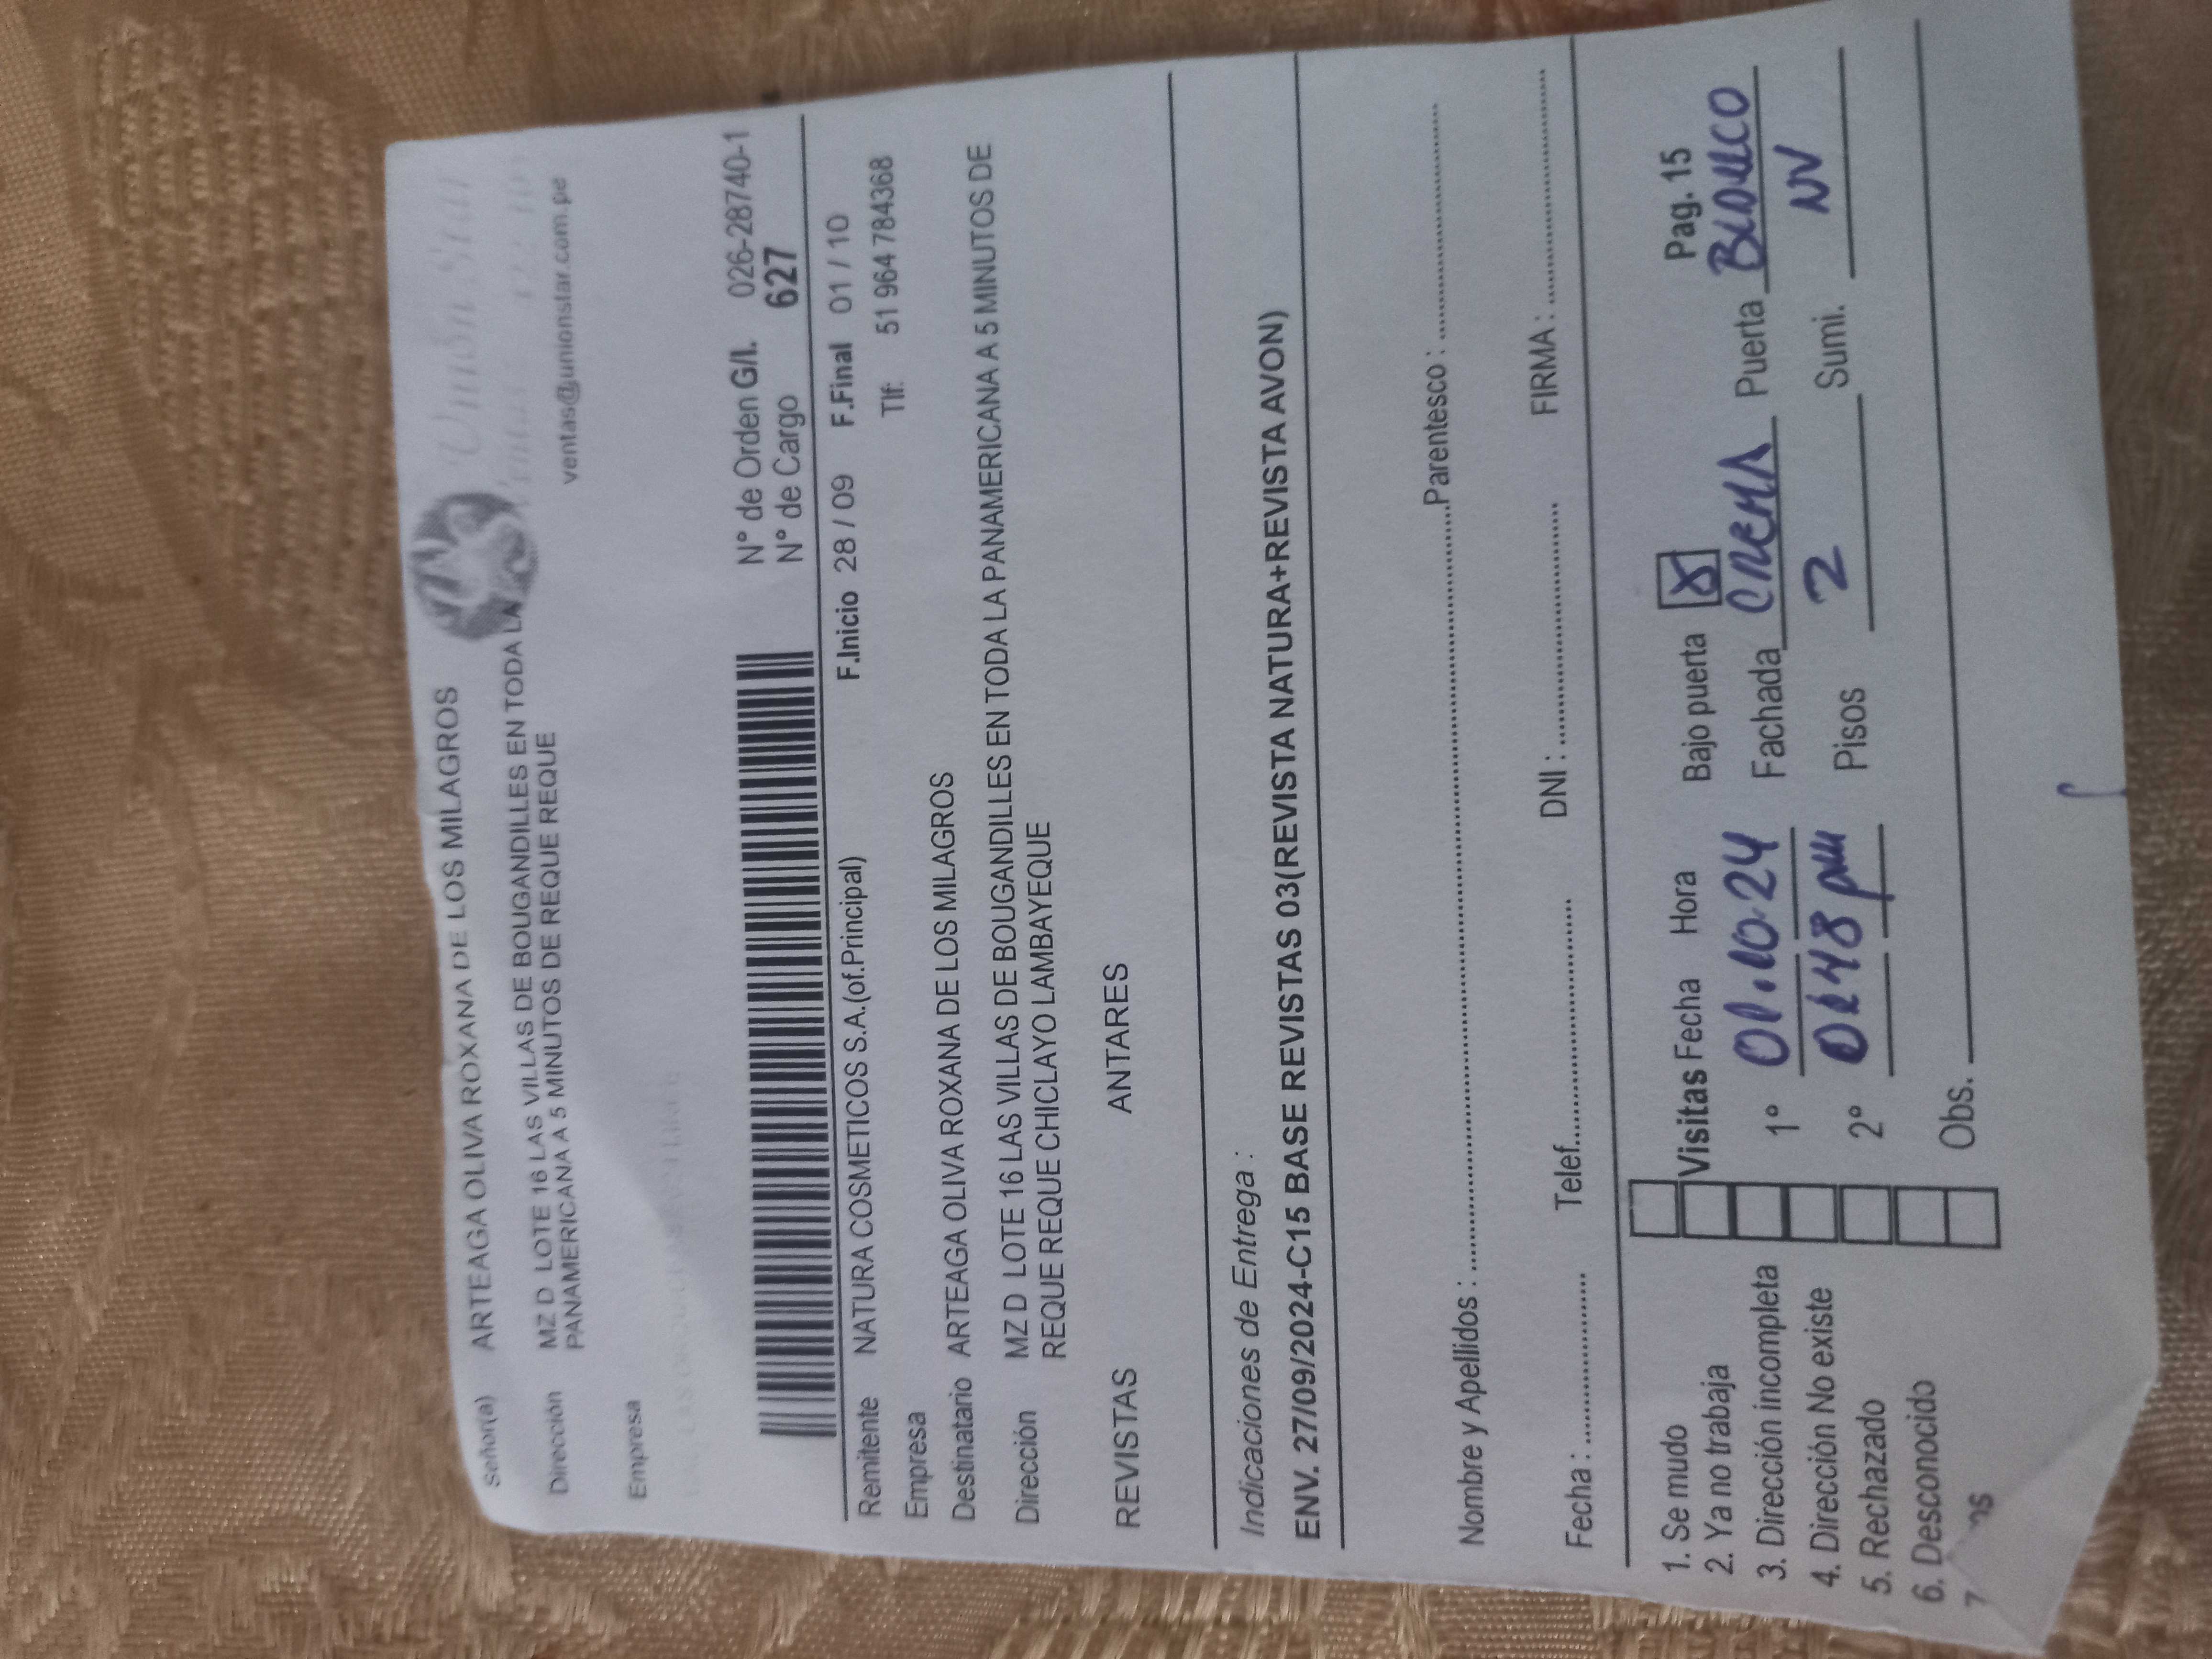 Señor(a) ARTEAGA OLIVA ROXANA DE LOS MILAGROS
Unión Star
ventas@unionstar.com.pe
Dirección MZ D LOTE 16 LAS VILLAS DE BOUGANDILLES EN TODA LA
PANAMERICANA A 5 MINUTOS DE REQUE REQUE
Empresa
N° de Orden G/I. 026-28740-1
N° de Cargo 627
Remitente NATURA COSMETICOS S.A.(of.Principal) F.Inicio 28 / 09 F.Final 01 / 10
Empresa Tlf: 51 964 784368
Destinatario ARTEAGA OLIVA ROXANA DE LOS MILAGROS
Dirección MZ D LOTE 16 LAS VILLAS DE BOUGANDILLES EN TODA LA PANAMERICANA A 5 MINUTOS DE
REQUE REQUE CHICLAYO LAMBAYEQUE
REVISTAS ANTARES
Indicaciones de Entrega :
ENV. 27/09/2024-C15 BASE REVISTAS 03(REVISTA NATURA+REVISTA AVON)
Nombre y Apellidos : Parentesco :
Fecha : Telef. DNI : FIRMA :
Pag. 15
1. Se mudo Visitas Fecha Hora Bajo puerta X
2. Ya no trabaja 1° 01.10.24 Fachada CREMA Puerta BLANCO
3. Dirección incompleta
4. Dirección No existe 2° 48 pm Pisos 2 Sumi. NV
5. Rechazado
6. Desconocido Obs.
7